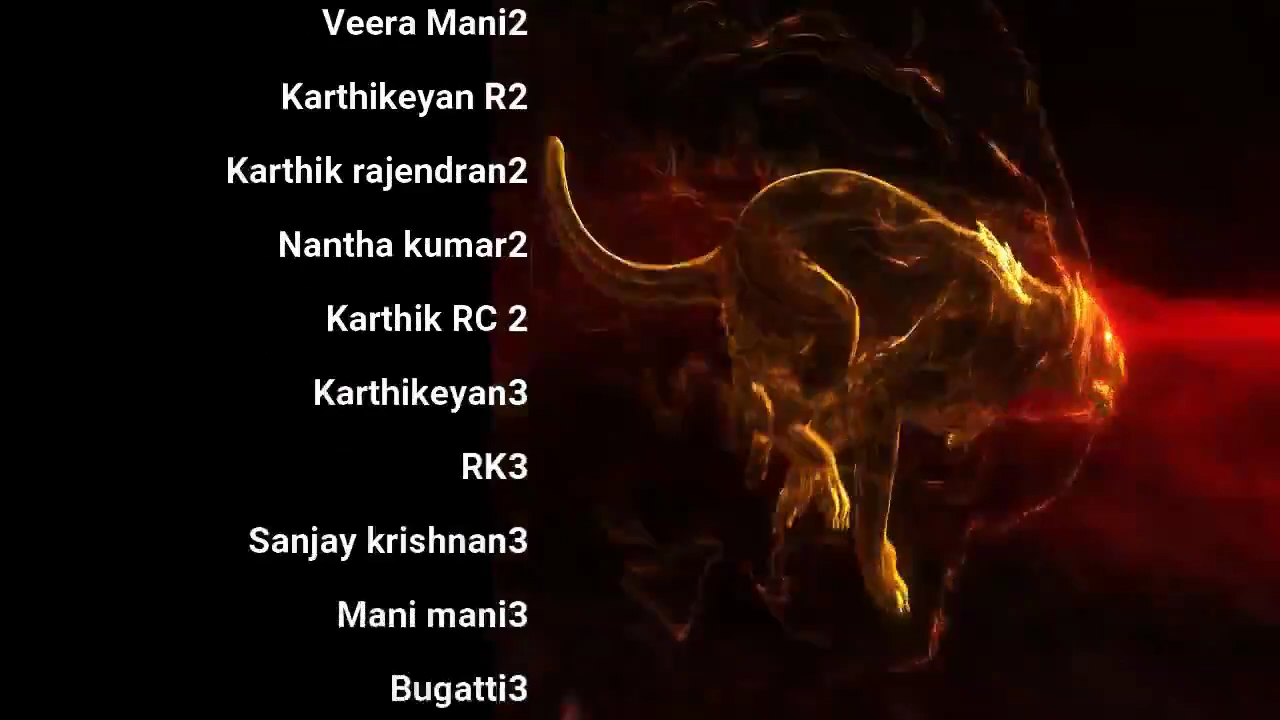 Veera Mani2
Karthikeyan R2
Karthik rajendran2
Nantha kumar2
Karthik RC 2
Karthikeyan3
RK3
Sanjay krishnan3
Mani mani3
Bugatti3